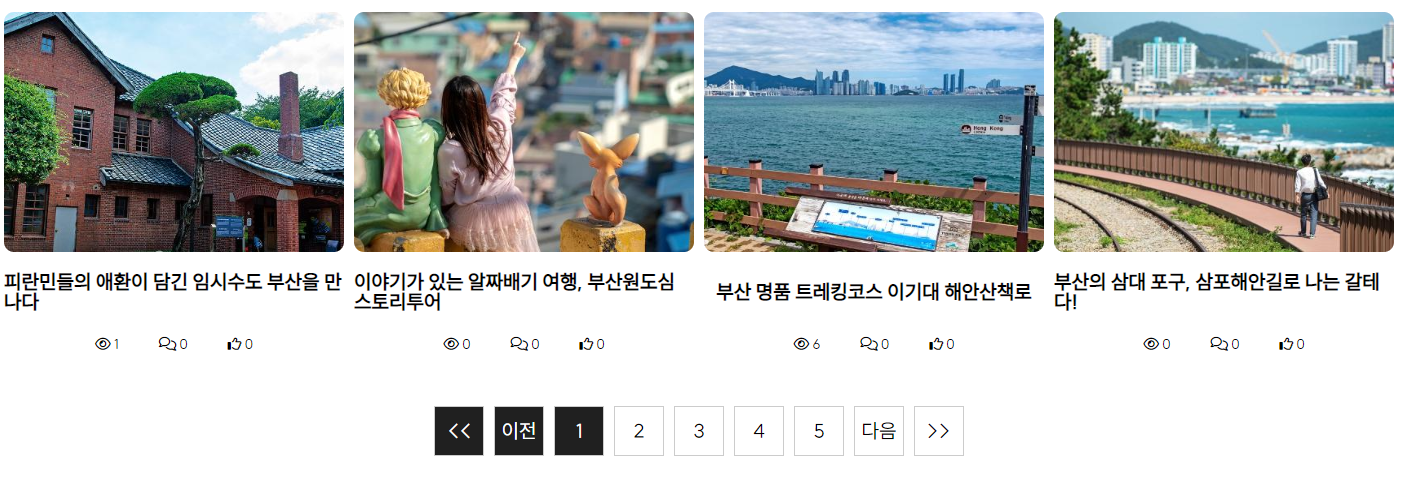 Hong Kong
피란민들의 애환이 담긴 임시수도 부산을 만
나다
이야기가 있는 알짜배기 여행, 부산원도심
스토리투어
부산 명품 트레킹코스 이기대 해안산책로
부산의 삼대 포구, 삼포해안길로 나는 갈테
다!
1 0 0
0 0 0
6 0 0
0 0 0
<< 이전 1 2 3 4 5 다음 >>